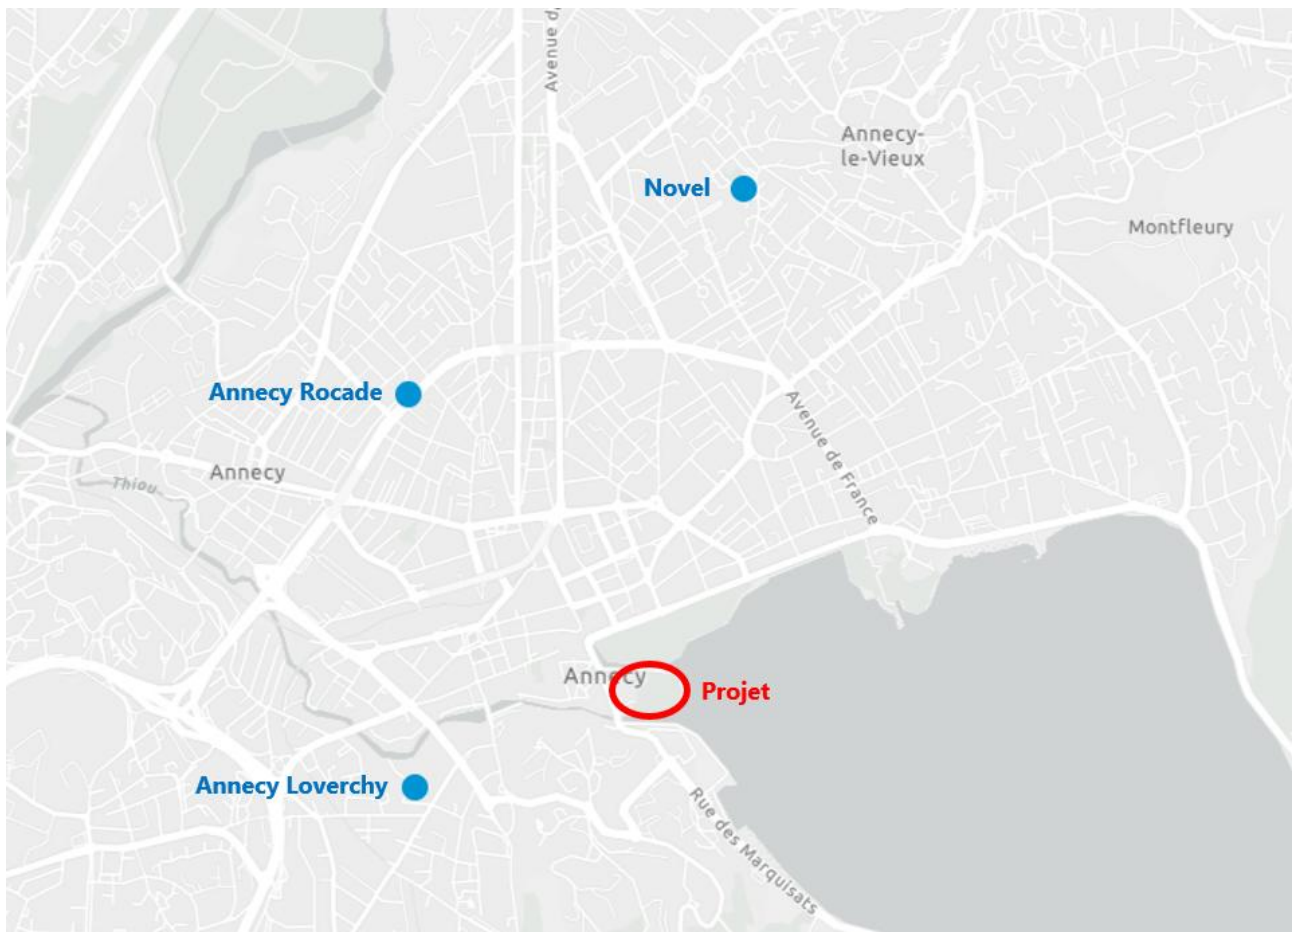 Avenue d
Annecy-
le-Vieux
Novel
Montfleury
Annecy Rocade
Avenue de France
Annecy
Thiou
Annecy
Projet
Annecy Loverchy
Rue des Marquisats